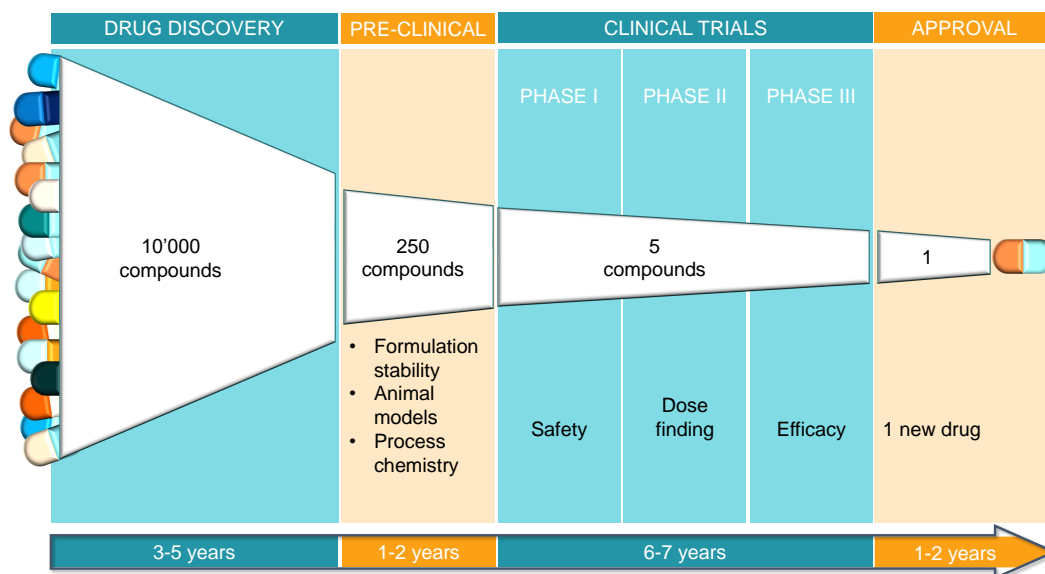 DRUG DISCOVERY
PRE-CLINICAL
CLINICAL TRIALS
APPROVAL
PHASE I
PHASE II
PHASE III
10’000
compounds
250
compounds
5
compounds
1
• Formulation
stability
• Animal
models
• Process
chemistry
Safety
Dose
finding
Efficacy
1 new drug
3-5 years
1-2 years
6-7 years
1-2 years